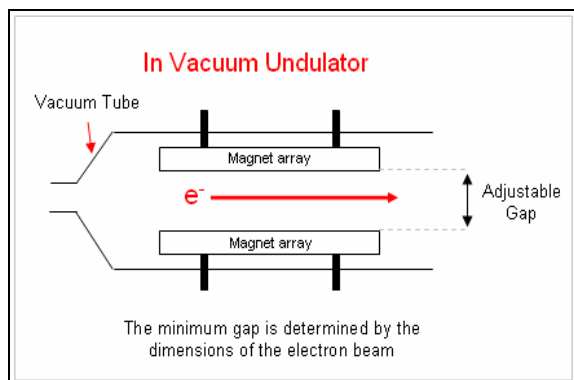 In Vacuum Undulator
Vacuum Tube
Magnet array
e-
Adjustable
Gap
Magnet array
The minimum gap is determined by the
dimensions of the electron beam